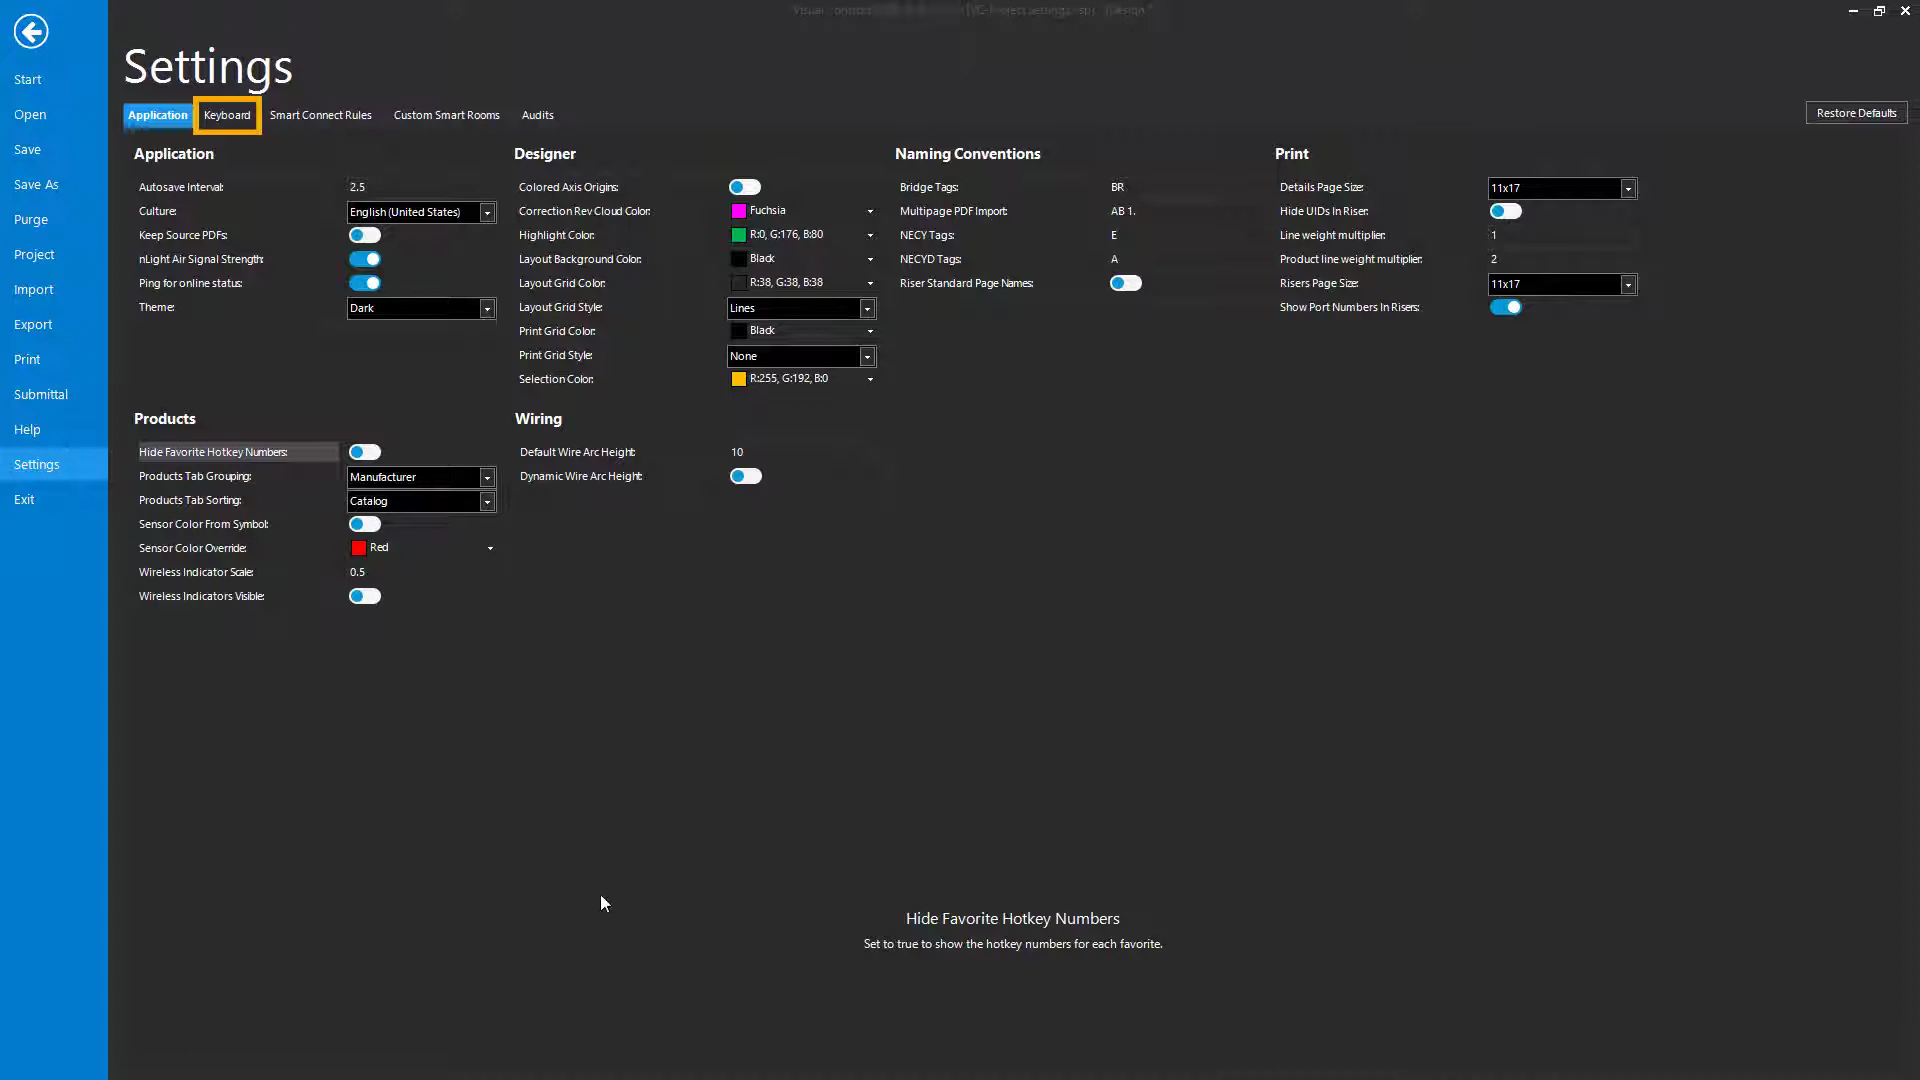 Start
Open
Save
Save As
Purge
Project
Import
Export
Print
Submittal
Help
Settings
Exit
Settings
Application Keyboard Smart Connect Rules Custom Smart Rooms Audits
Restore Defaults
Application
Autosave Interval: 2.5
Culture: English (United States)
Keep Source PDFs:
nLight Air Signal Strength:
Ping for online status:
Theme: Dark
Designer
Colored Axis Origins:
Correction Rev Cloud Color: Fuchsia
Highlight Color: R:0, G:176, B:80
Layout Background Color: Black
Layout Grid Color: R:38, G:38, B:38
Layout Grid Style: Lines
Print Grid Color: Black
Print Grid Style: None
Selection Color: R:255, G:192, B:0
Naming Conventions
Bridge Tags: BR
Multipage PDF Import: AB 1.
NECY Tags: E
NECYD Tags: A
Riser Standard Page Names:
Print
Details Page Size: 11x17
Hide UIDs In Riser:
Line weight multiplier: 1
Product line weight multiplier: 2
Risers Page Size: 11x17
Show Port Numbers In Risers:
Products
Hide Favorite Hotkey Numbers:
Products Tab Grouping: Manufacturer
Products Tab Sorting: Catalog
Sensor Color From Symbol:
Sensor Color Override: Red
Wireless Indicator Scale: 0.5
Wireless Indicators Visible:
Wiring
Default Wire Arc Height: 10
Dynamic Wire Arc Height:
Hide Favorite Hotkey Numbers
Set to true to show the hotkey numbers for each favorite.